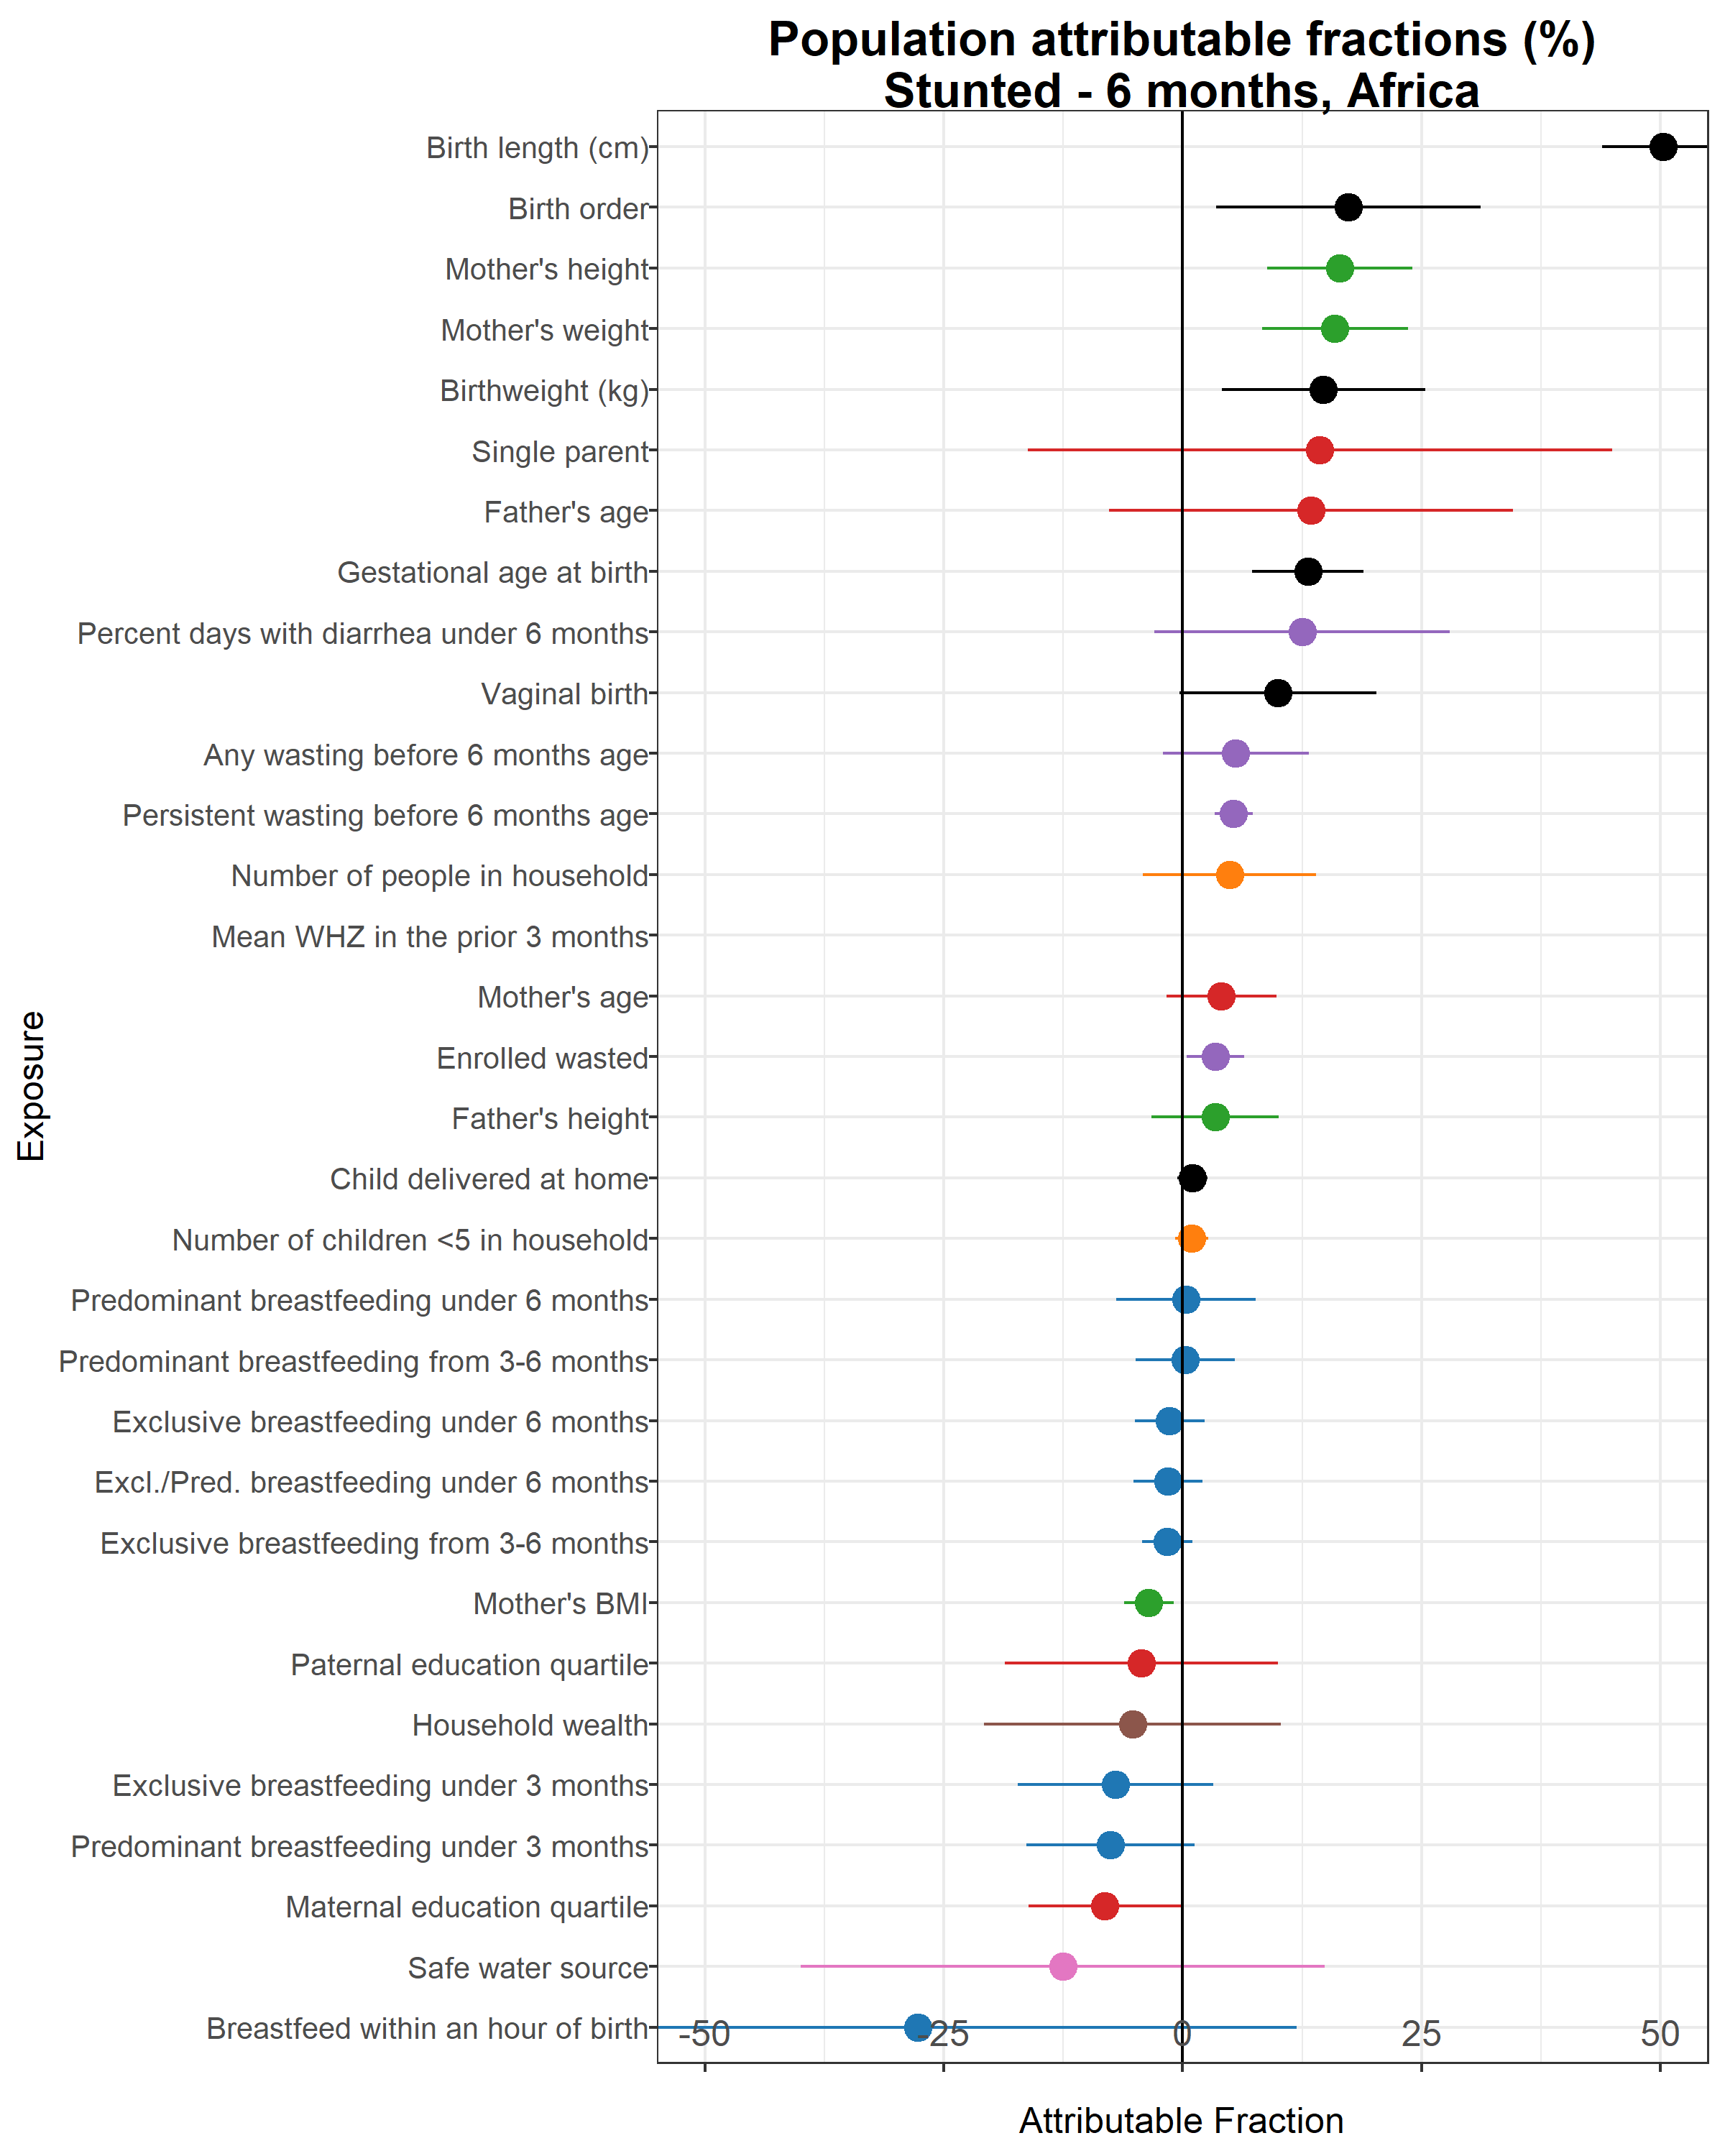 Population attributable fractions (%)
Stunted - 6 months, Africa
Birth length (cm)
Birth order
Mother's height
Mother's weight
Birthweight (kg)
Single parent
Father's age
Gestational age at birth
Percent days with diarrhea under 6 months
Vaginal birth
Any wasting before 6 months age
Persistent wasting before 6 months age
Number of people in household
Mean WHZ in the prior 3 months
Mother's age
Enrolled wasted
Father's height
Child delivered at home
Number of children <5 in household
Predominant breastfeeding under 6 months
Predominant breastfeeding from 3-6 months
Exclusive breastfeeding under 6 months
Excl./Pred. breastfeeding under 6 months
Exclusive breastfeeding from 3-6 months
Mother's BMI
Paternal education quartile
Household wealth
Exclusive breastfeeding under 3 months
Predominant breastfeeding under 3 months
Maternal education quartile
Safe water source
Breastfeed within an hour of birth
Exposure
-50 -25 0 25 50
Attributable Fraction